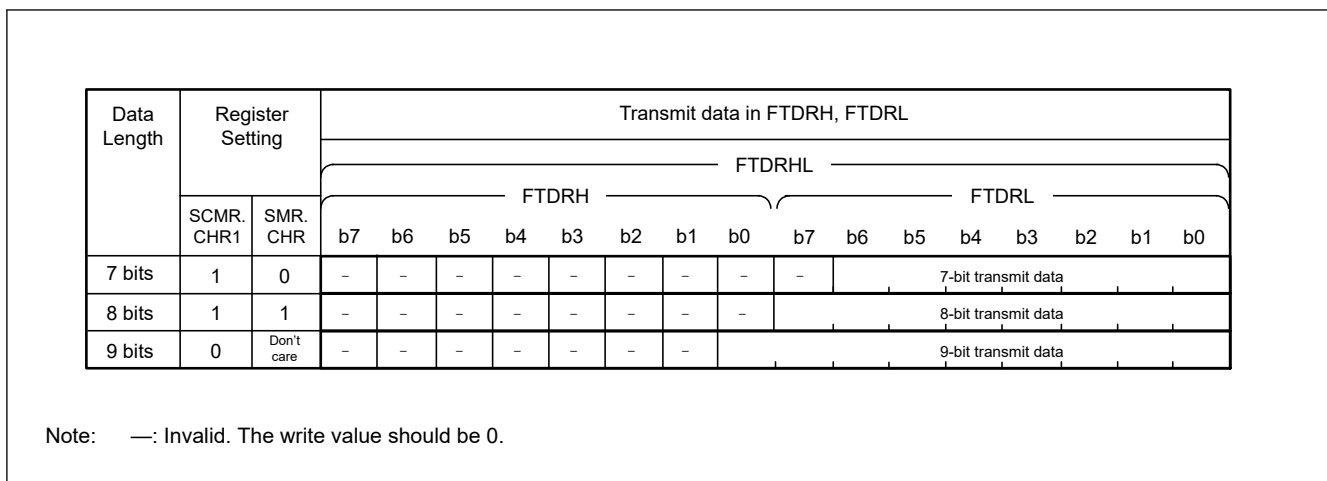 Data Length Register Setting Transmit data in FTDRH, FTDRL
FTDRHL
FTDRH FTDRL
SCMR. CHR1 SMR. CHR b7 b6 b5 b4 b3 b2 b1 b0 b7 b6 b5 b4 b3 b2 b1 b0
7 bits 1 0 – – – – – – – – – 7-bit transmit data
8 bits 1 1 – – – – – – – – 8-bit transmit data
9 bits 0 Don't care – – – – – – – 9-bit transmit data
Note: —: Invalid. The write value should be 0.